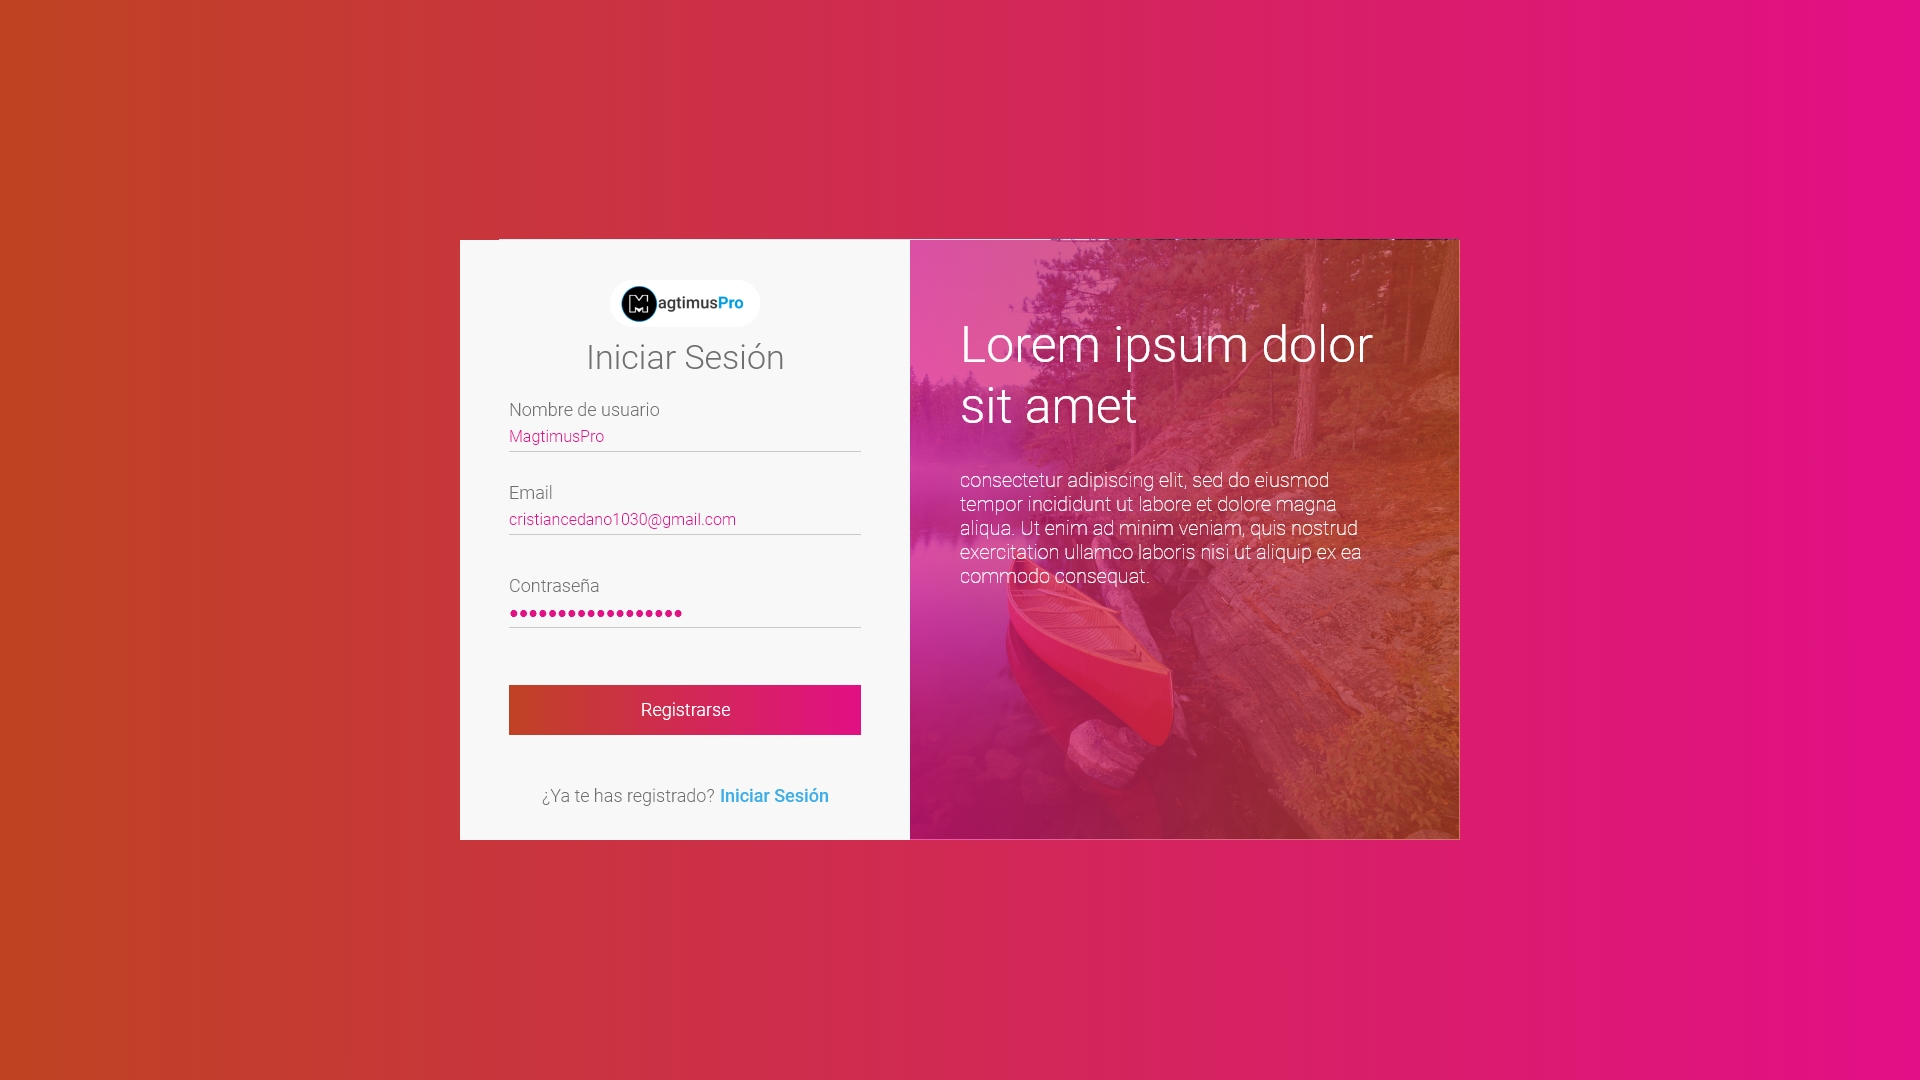 MagtimusPro
Iniciar Sesión
Nombre de usuario
MagtimusPro
Email
cristiancedano1030@gmail.com
Contraseña
••••••••••••••••••
Registrarse
¿Ya te has registrado? Iniciar Sesión
Lorem ipsum dolor
sit amet
consectetur adipiscing elit, sed do eiusmod
tempor incididunt ut labore et dolore magna
aliqua. Ut enim ad minim veniam, quis nostrud
exercitation ullamco laboris nisi ut aliquip ex ea
commodo consequat.